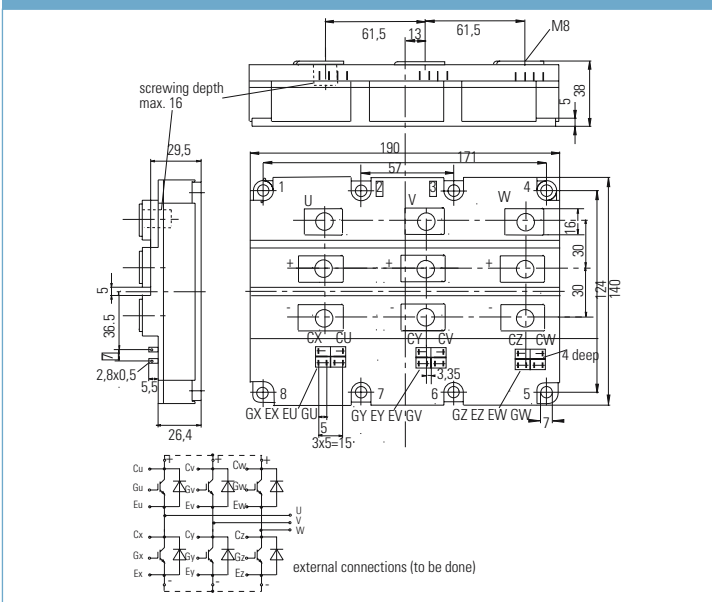 61,5
61,5
M8
13
screwing depth
max. 16
38
5
29,5
190
171
57
1
2
3
4
U
V
W
16
30
+
+
+
30
124
140
5
36.5
-
-
-
CX CU
CY CV
CZ CW
4 deep
7
2,8x0,5
5,5
3,35
8
7
6
5
GX EX EU GU
GY EY EV GV
GZ EZ EW GW
7
5
3x5=15
26,4
+
+
+
Cu
Cv
Cw
Gu
Gv
Gw
Eu
Ev
Ew
U
V
W
Cx
Cy
Cz
Gx
Gy
Gz
Ex
Ey
Ez
-
-
-
external connections (to be done)